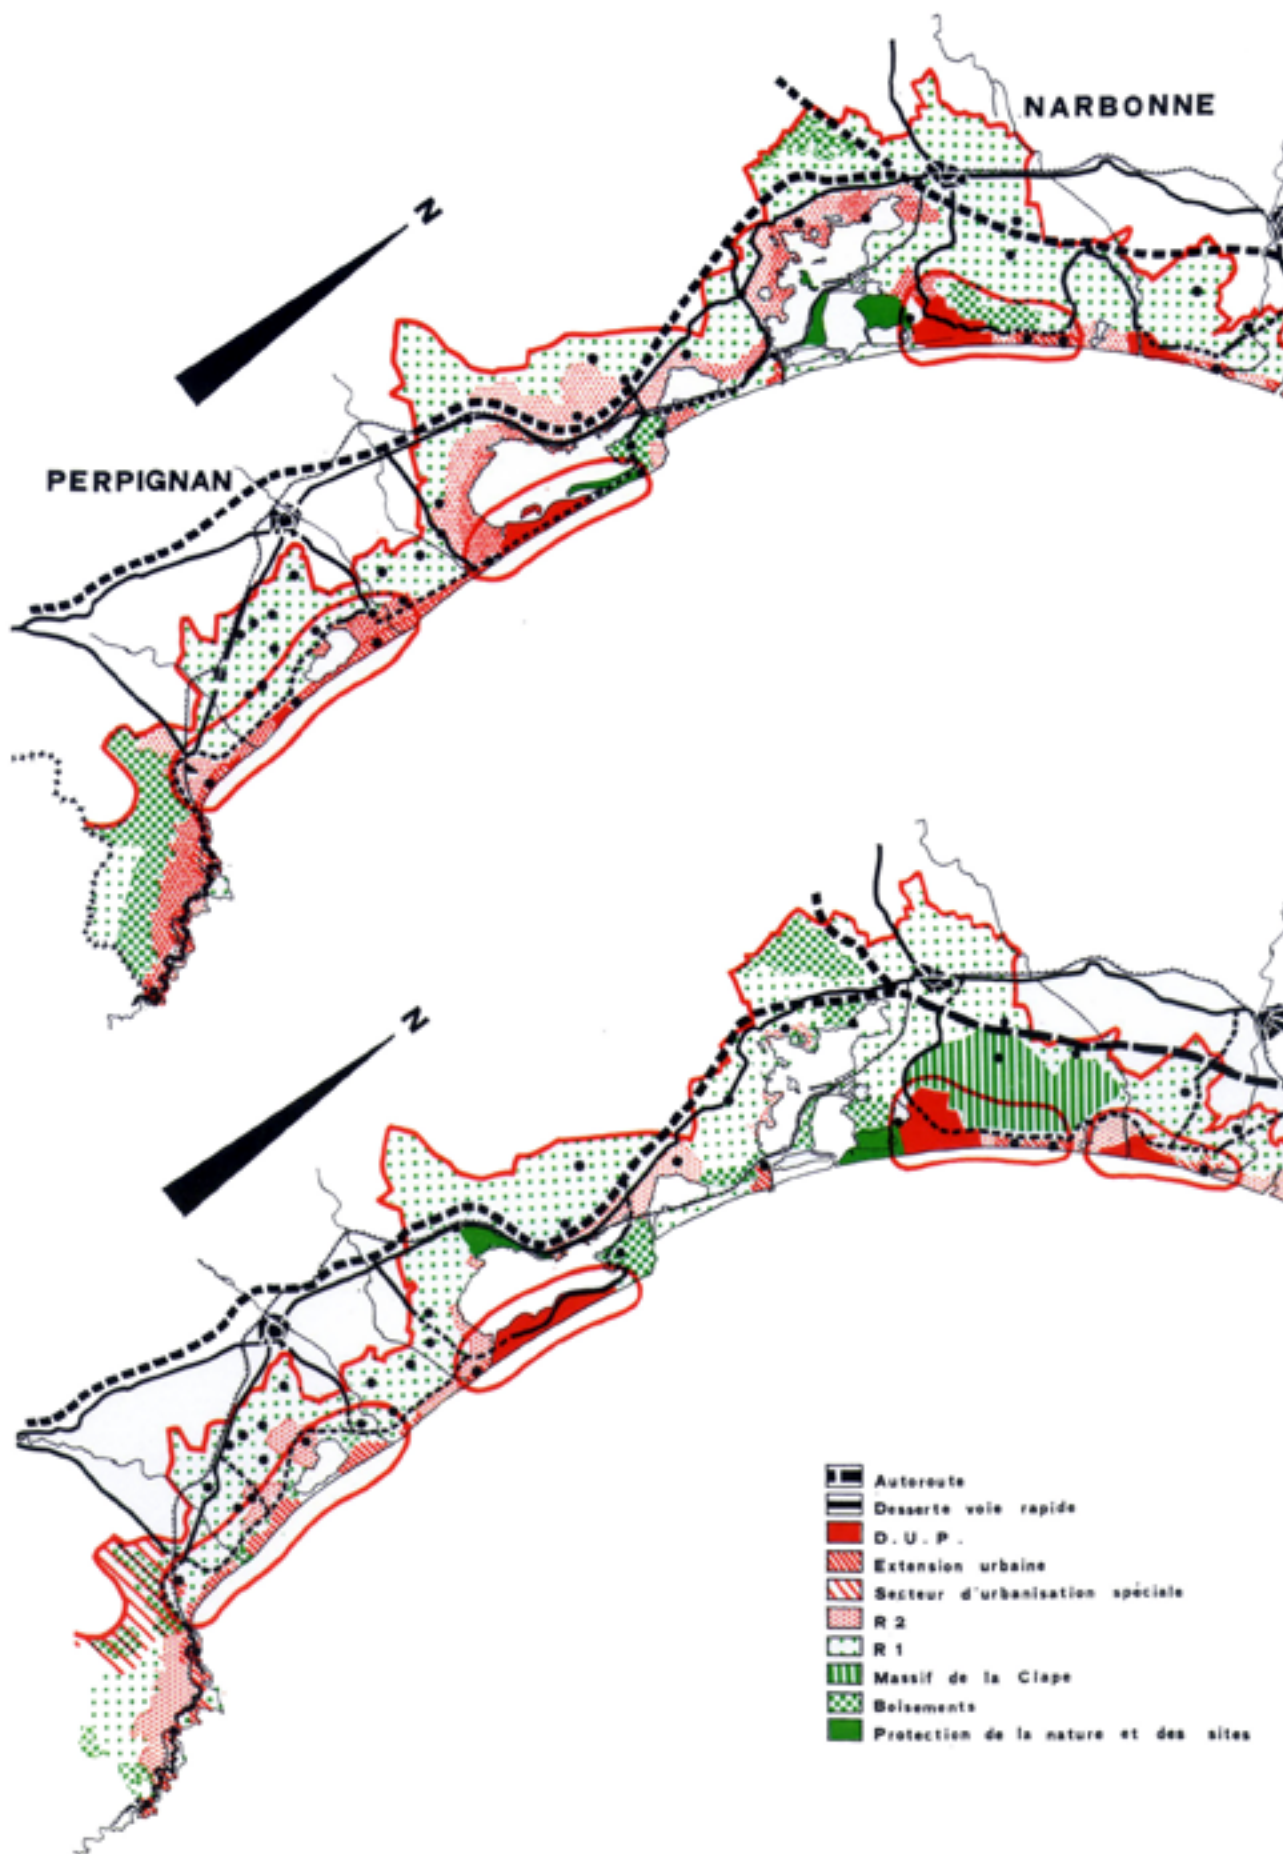 NARBONNE
N
PERPIGNAN
N
Autoroute
Desserte voie rapide
D.U.P.
Extension urbaine
Secteur d'urbanisation spéciale
R 2
R 1
Massif de la Clape
Boisements
Protection de la nature et des sites